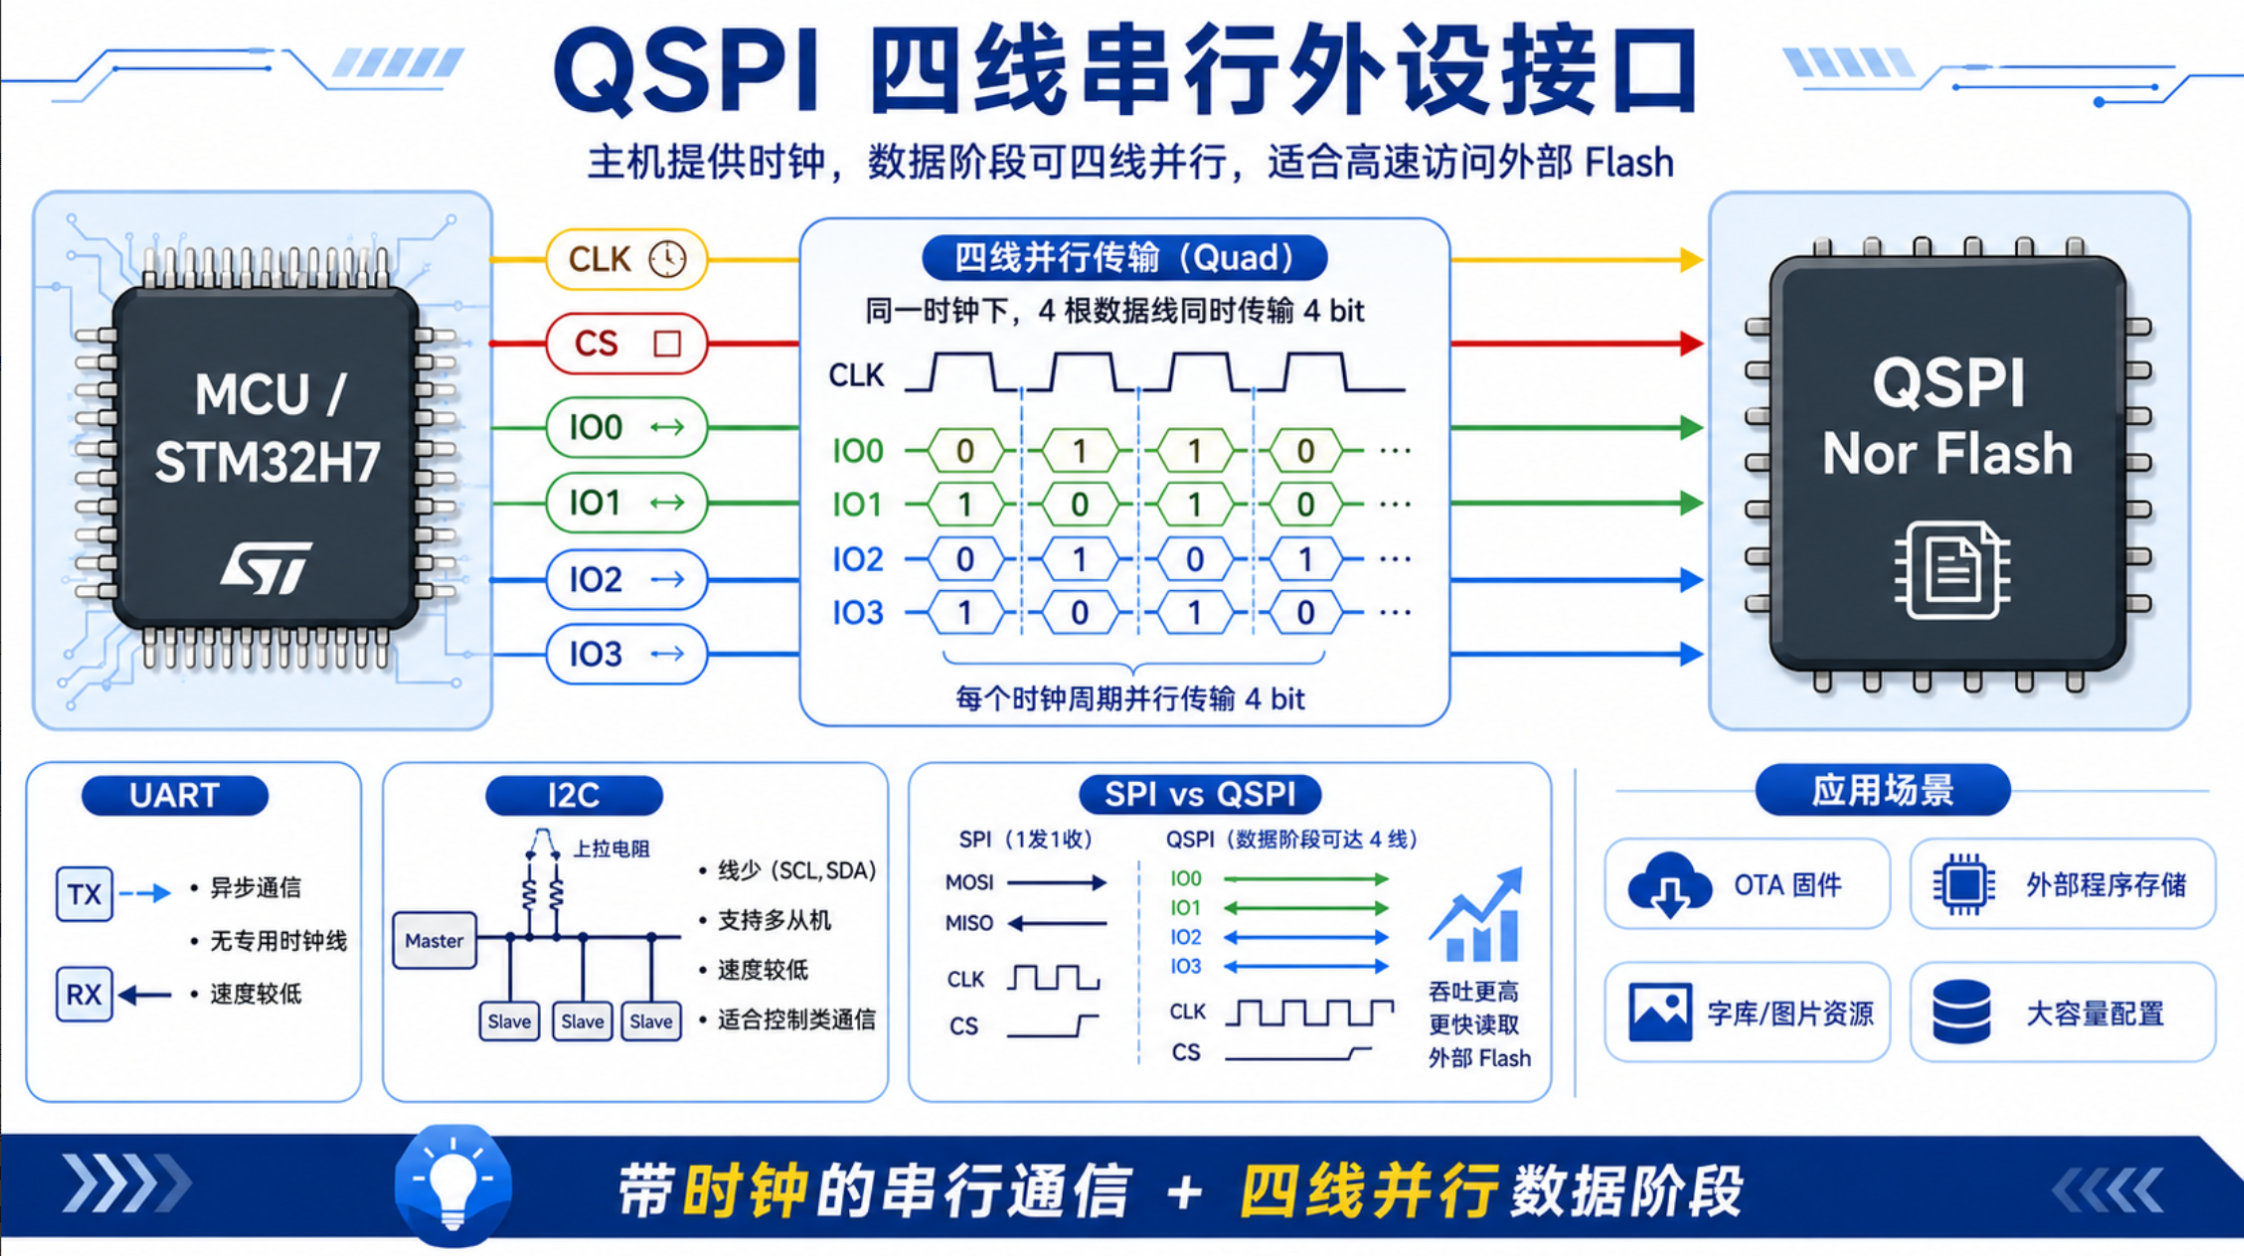 QSPI 四线串行外设接口
主机提供时钟，数据阶段可四线并行，适合高速访问外部 Flash
MCU /
STM32H7
ST
CLK
CS
IO0
IO1
IO2
IO3
四线并行传输（Quad）
同一时钟下，4 根数据线同时传输 4 bit
CLK
IO0 0 1 1 0 ···
IO1 1 0 1 0 ···
IO2 0 1 0 1 ···
IO3 1 0 1 0 ···
每个时钟周期并行传输 4 bit
QSPI
Nor Flash
UART
TX
RX
• 异步通信
• 无专用时钟线
• 速度较低
I2C
上拉电阻
Master
Slave Slave Slave
• 线少 (SCL,SDA)
• 支持多从机
• 速度较低
• 适合控制类通信
SPI vs QSPI
SPI（1发1收）
MOSI
MISO
CLK
CS
QSPI（数据阶段可达 4 线）
IO0
IO1
IO2
IO3
CLK
CS
吞吐更高
更快读取
外部 Flash
应用场景
OTA 固件
外部程序存储
字库/图片资源
大容量配置
带时钟的串行通信 + 四线并行数据阶段